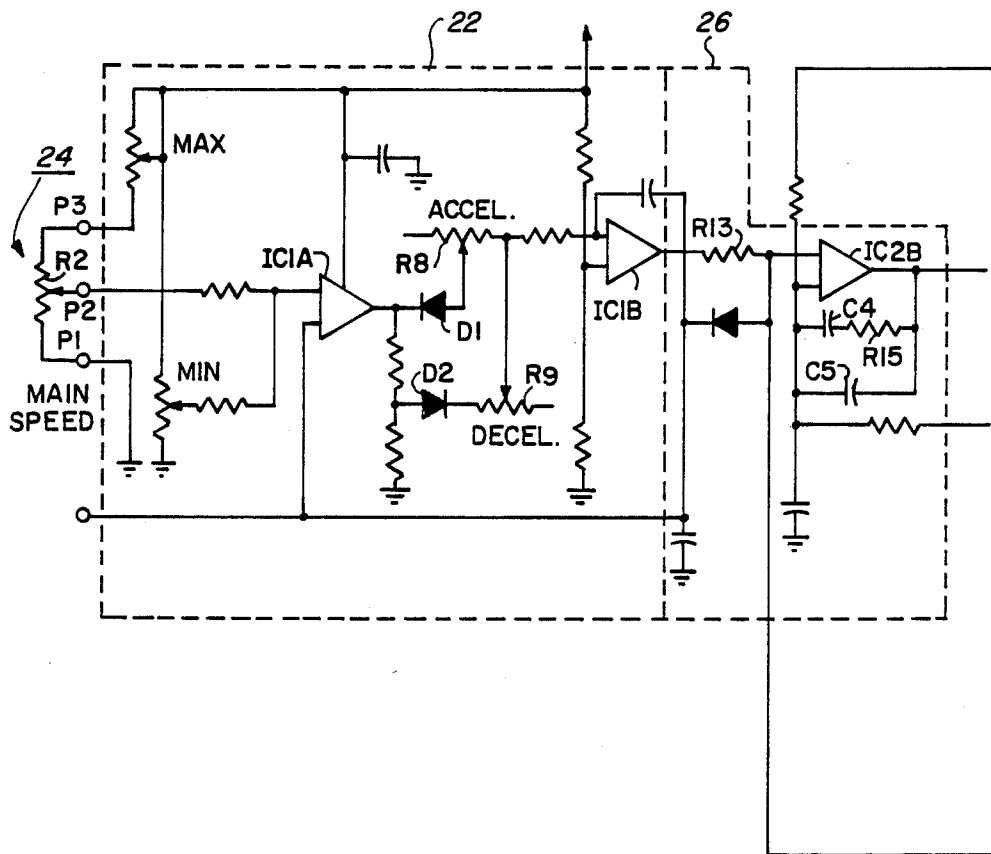 22
26
24
MAX
P3
R2
P2
P1
MIN
MAIN
SPEED
IC1A
ACCEL.
R8
D1
D2
R9
DECEL.
IC1B
R13
IC2B
C4
R15
C5